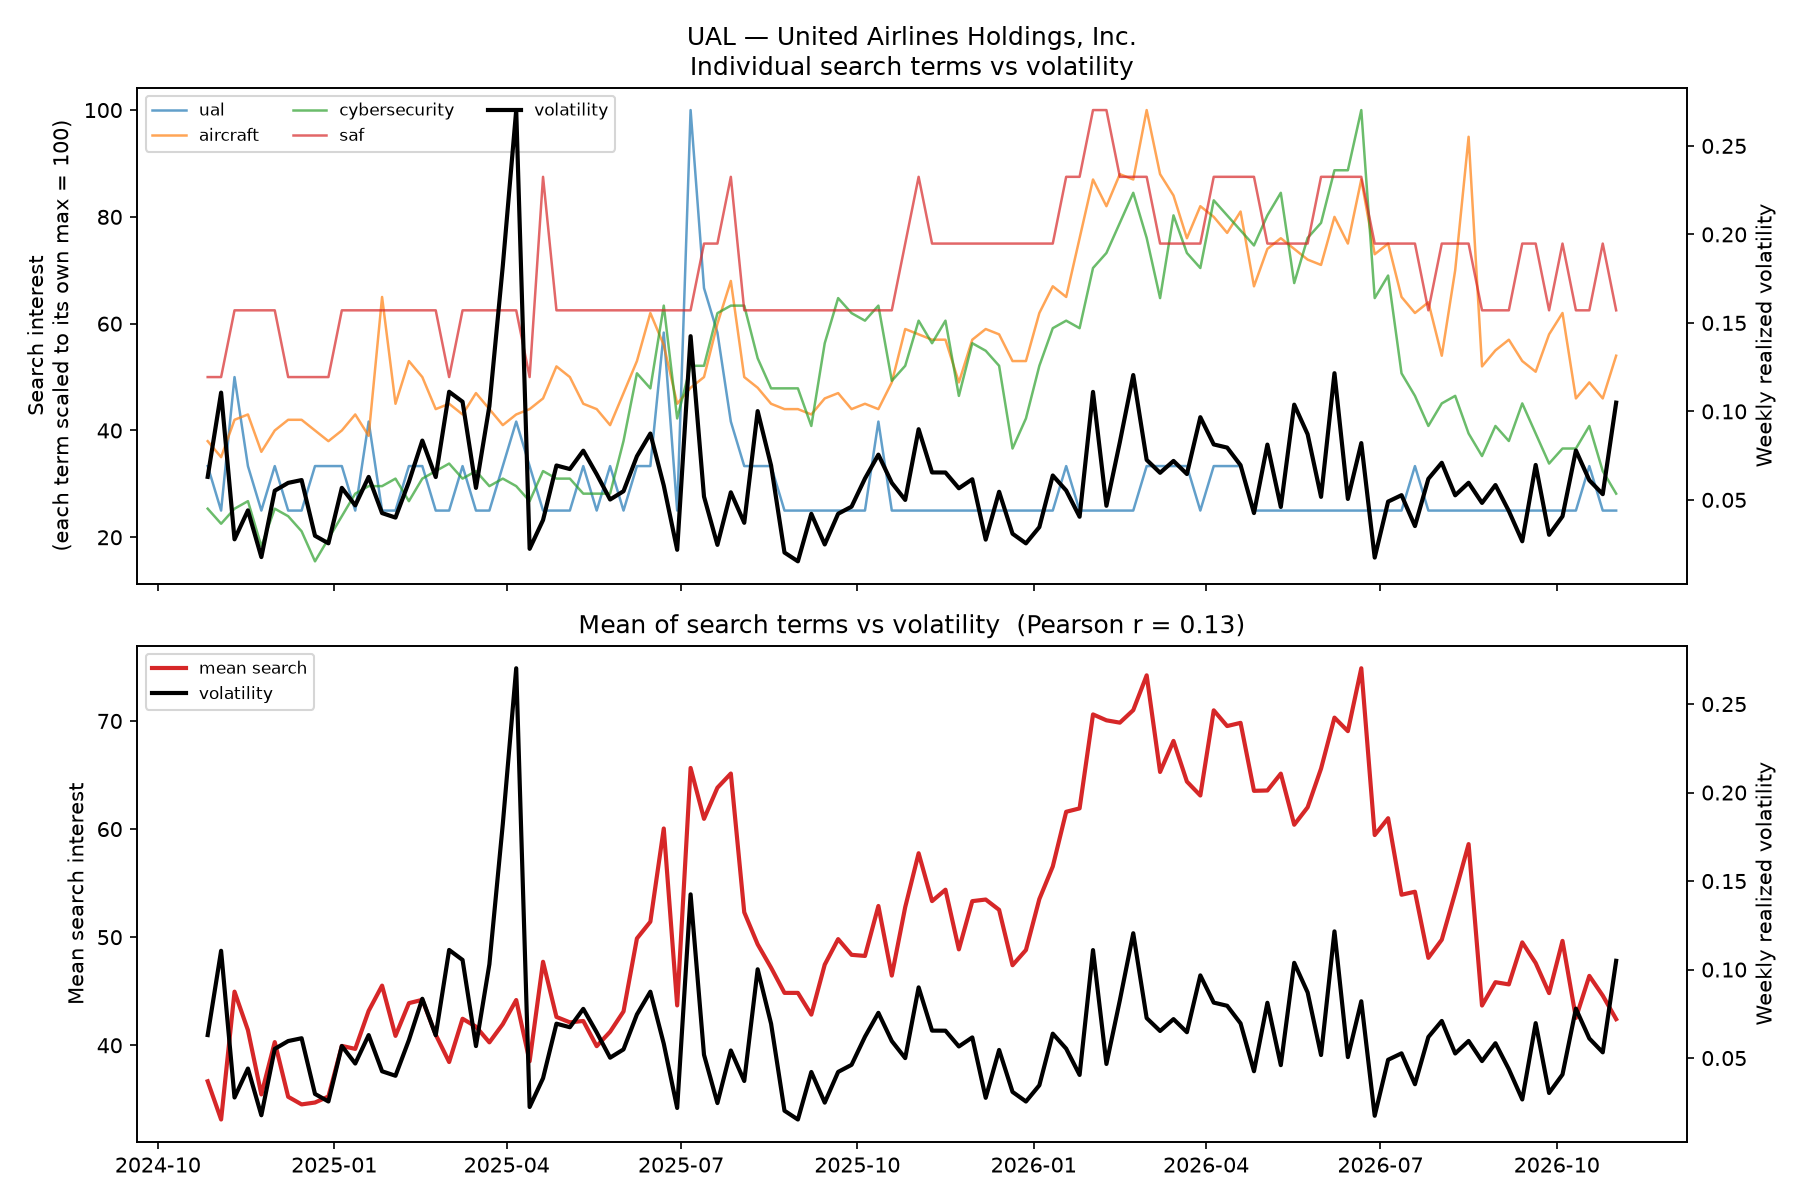 UAL — United Airlines Holdings, Inc.
Individual search terms vs volatility
ual
aircraft
cybersecurity
saf
volatility
Search interest
(each term scaled to its own max = 100)
100
80
60
40
20
0.25
0.20
0.15
0.10
0.05
Weekly realized volatility
Mean of search terms vs volatility (Pearson r = 0.13)
mean search
volatility
Mean search interest
70
60
50
40
0.25
0.20
0.15
0.10
0.05
Weekly realized volatility
2024-10 2025-01 2025-04 2025-07 2025-10 2026-01 2026-04 2026-07 2026-10